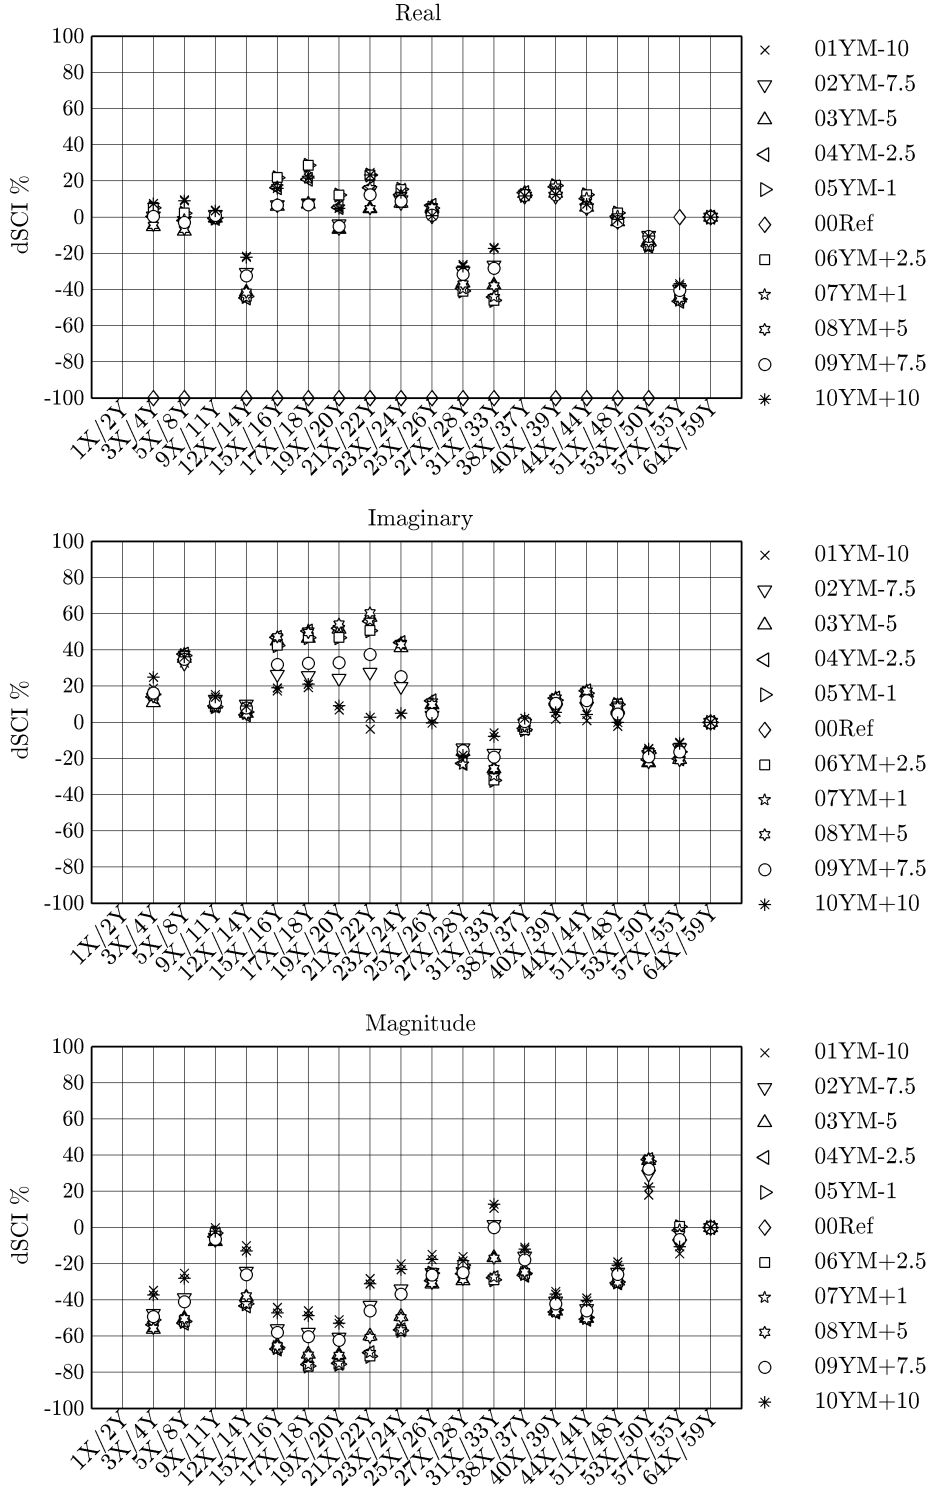 Real
dSCI %
100
80
60
40
20
0
-20
-40
-60
-80
-100
1X/2Y
3X/4Y
5X/8Y
9X/11Y
12X/14Y
15X/16Y
17X/18Y
19X/20Y
21X/22Y
23X/24Y
25X/26Y
27X/28Y
31X/33Y
38X/37Y
40X/39Y
44X/44Y
51X/48Y
53X/50Y
57X/55Y
64X/59Y
01YM-10
02YM-7.5
03YM-5
04YM-2.5
05YM-1
00Ref
06YM+2.5
07YM+1
08YM+5
09YM+7.5
10YM+10
Imaginary
dSCI %
100
80
60
40
20
0
-20
-40
-60
-80
-100
1X/2Y
3X/4Y
5X/8Y
9X/11Y
12X/14Y
15X/16Y
17X/18Y
19X/20Y
21X/22Y
23X/24Y
25X/26Y
27X/28Y
31X/33Y
38X/37Y
40X/39Y
44X/44Y
51X/48Y
53X/50Y
57X/55Y
64X/59Y
01YM-10
02YM-7.5
03YM-5
04YM-2.5
05YM-1
00Ref
06YM+2.5
07YM+1
08YM+5
09YM+7.5
10YM+10
Magnitude
dSCI %
100
80
60
40
20
0
-20
-40
-60
-80
-100
1X/2Y
3X/4Y
5X/8Y
9X/11Y
12X/14Y
15X/16Y
17X/18Y
19X/20Y
21X/22Y
23X/24Y
25X/26Y
27X/28Y
31X/33Y
38X/37Y
40X/39Y
44X/44Y
51X/48Y
53X/50Y
57X/55Y
64X/59Y
01YM-10
02YM-7.5
03YM-5
04YM-2.5
05YM-1
00Ref
06YM+2.5
07YM+1
08YM+5
09YM+7.5
10YM+10